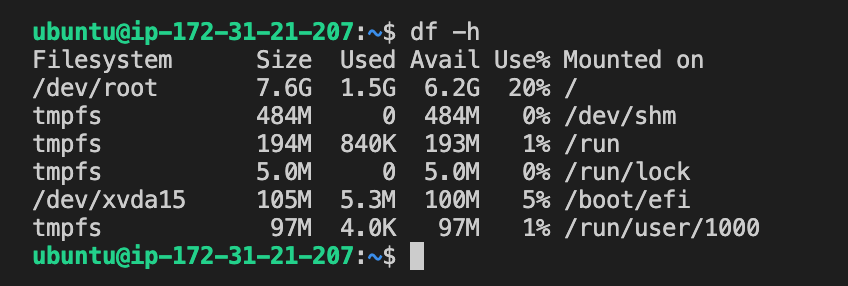 ubuntu@ip-172-31-21-207:~$ df -h
Filesystem      Size  Used Avail Use% Mounted on
/dev/root       7.6G  1.5G  6.2G  20% /
tmpfs           484M     0  484M   0% /dev/shm
tmpfs           194M  840K  193M   1% /run
tmpfs           5.0M     0  5.0M   0% /run/lock
/dev/xvda15     105M  5.3M  100M   5% /boot/efi
tmpfs            97M  4.0K   97M   1% /run/user/1000
ubuntu@ip-172-31-21-207:~$